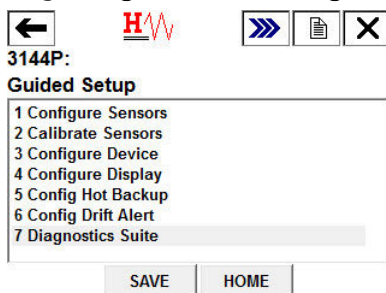 H
3144P:
Guided Setup
1 Configure Sensors
2 Calibrate Sensors
3 Configure Device
4 Configure Display
5 Config Hot Backup
6 Config Drift Alert
7 Diagnostics Suite
SAVE HOME